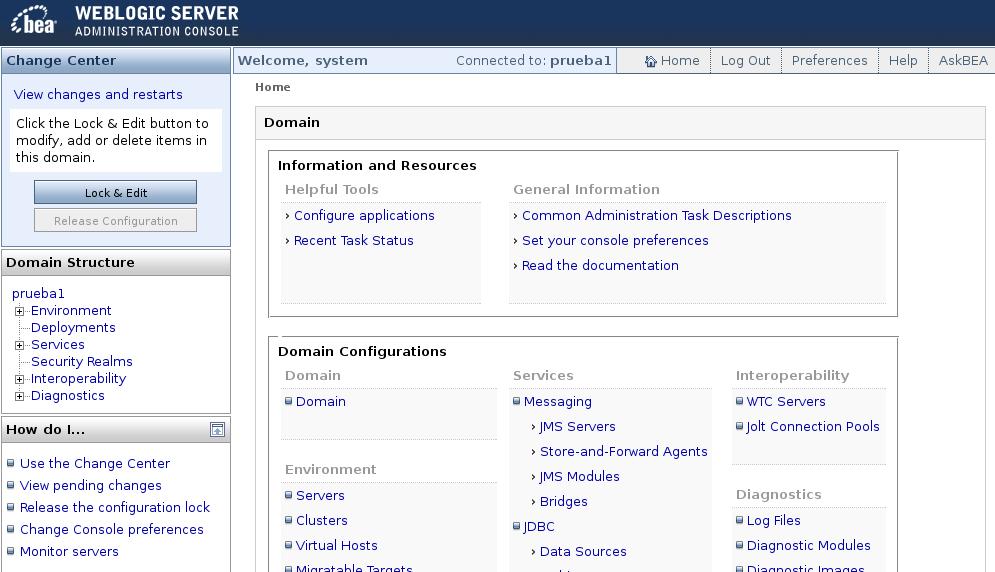 bea
WEBLOGIC SERVER
ADMINISTRATION CONSOLE
Change Center
View changes and restarts
Click the Lock & Edit button to
modify, add or delete items in
this domain.
Lock & Edit
Release Configuration
Domain Structure
prueba1
Environment
Deployments
Services
Security Realms
Interoperability
Diagnostics
How do I...
Use the Change Center
View pending changes
Release the configuration lock
Change Console preferences
Monitor servers
Welcome, system
Connected to: prueba1
Home
Log Out
Preferences
Help
AskBEA
Home
Domain
Information and Resources
Helpful Tools
Configure applications
Recent Task Status
General Information
Common Administration Task Descriptions
Set your console preferences
Read the documentation
Domain Configurations
Domain
Domain
Environment
Servers
Clusters
Virtual Hosts
Migratable Targets
Services
Messaging
JMS Servers
Store-and-Forward Agents
JMS Modules
Bridges
JDBC
Data Sources
Interoperability
WTC Servers
Jolt Connection Pools
Diagnostics
Log Files
Diagnostic Modules
Diagnostic Images